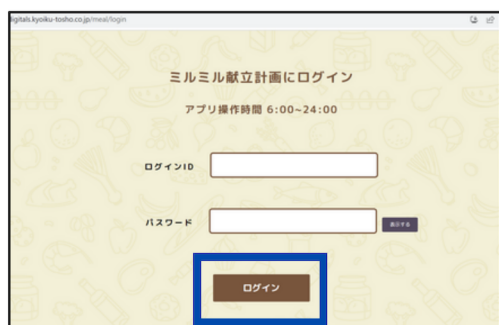 igitals.kyoiku-tosho.co.jp/meal/login
ミルミル献立計画にログイン
アプリ操作時間 6:00~24:00
ログインID
パスワード
表示する
ログイン